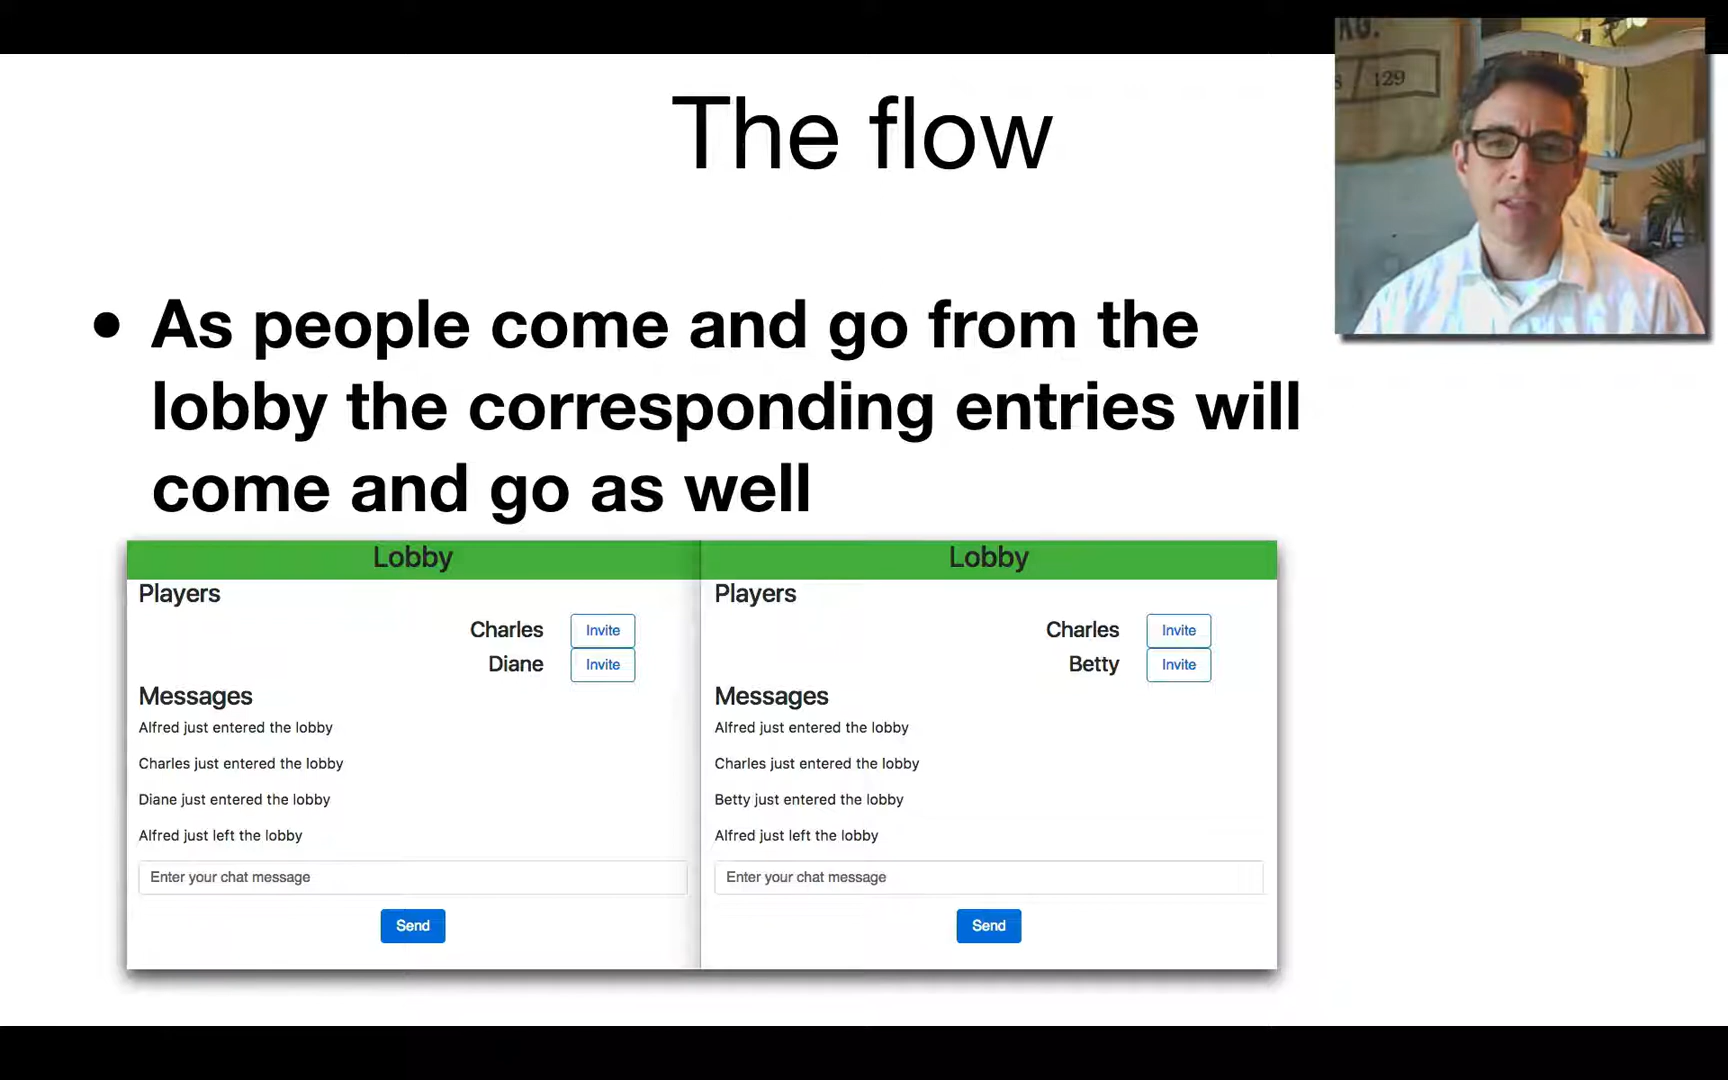 The flow
KG.
/ 129
• As people come and go from the
lobby the corresponding entries will
come and go as well
Lobby
Players
Charles Invite
Diane Invite
Messages
Alfred just entered the lobby
Charles just entered the lobby
Diane just entered the lobby
Alfred just left the lobby
Enter your chat message
Send
Lobby
Players
Charles Invite
Betty Invite
Messages
Alfred just entered the lobby
Charles just entered the lobby
Betty just entered the lobby
Alfred just left the lobby
Enter your chat message
Send